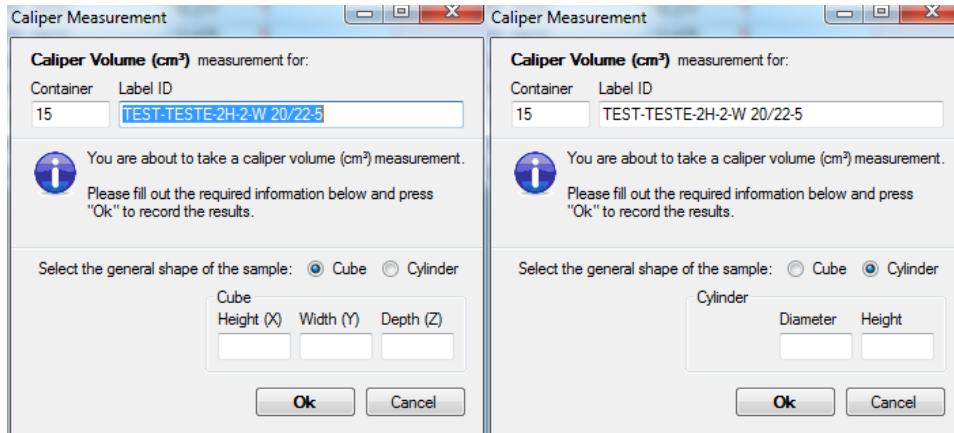 Caliper Measurement
Caliper Volume (cm³) measurement for:
Container Label ID
15 TEST-TESTE-2H-2-W 20/22-5
You are about to take a caliper volume (cm³) measurement.
Please fill out the required information below and press
"Ok" to record the results.
Select the general shape of the sample: Cube Cylinder
Cube
Height (X) Width (Y) Depth (Z)
Ok Cancel
Caliper Measurement
Caliper Volume (cm³) measurement for:
Container Label ID
15 TEST-TESTE-2H-2-W 20/22-5
You are about to take a caliper volume (cm³) measurement.
Please fill out the required information below and press
"Ok" to record the results.
Select the general shape of the sample: Cube Cylinder
Cylinder
Diameter Height
Ok Cancel